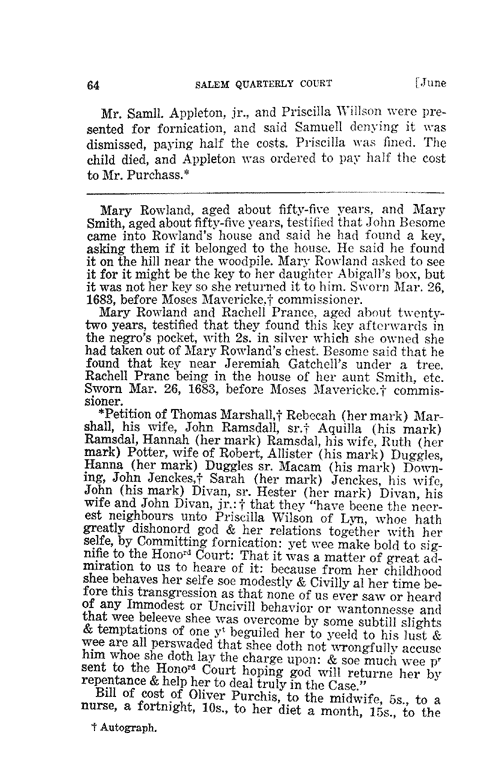 64 SALEM QUARTERLY COURT [June
Mr. Samll. Appleton, jr., and Priscilla Willson were pre-
sented for fornication, and said Samuell denying it was
dismissed, paying half the costs. Priscilla was fined. The
child died, and Appleton was ordered to pay half the cost
to Mr. Purchass.*
Mary Rowland, aged about fifty-five years, and Mary
Smith, aged about fifty-five years, testified that John Besome
came into Rowland's house and said he had found a key,
asking them if it belonged to the house. He said he found
it on the hill near the woodpile. Mary Rowland asked to see
it for it might be the key to her daughter Abigall's box, but
it was not her key so she returned it to him. Sworn Mar. 26,
1683, before Moses Mavericke,† commissioner.
Mary Rowland and Rachell Prance, aged about twenty-
two years, testified that they found this key afterwards in
the negro's pocket, with 2s. in silver which she owned she
had taken out of Mary Rowland's chest. Besome said that he
found that key near Jeremiah Gatchell's under a tree.
Rachell Pranc being in the house of her aunt Smith, etc.
Sworn Mar. 26, 1683, before Moses Mavericke.† commis-
sioner.
*Petition of Thomas Marshall,† Rebecah (her mark) Mar-
shall, his wife, John Ramsdall, sr.† Aquilla (his mark)
Ramsdal, Hannah (her mark) Ramsdal, his wife, Ruth (her
mark) Potter, wife of Robert, Allister (his mark) Duggles,
Hanna (her mark) Duggles sr. Macam (his mark) Down-
ing, John Jenckes,† Sarah (her mark) Jenckes, his wife,
John (his mark) Divan, sr. Hester (her mark) Divan, his
wife and John Divan, jr.:† that they "have beene the neer-
est neighbours unto Priscilla Wilson of Lyn, whoe hath
greatly dishonord god & her relations together with her
selfe, by Committing fornication: yet wee make bold to sig-
nifie to the Honord Court: That it was a matter of great ad-
miration to us to heare of it: because from her childhood
shee behaves her selfe soe modestly & Civilly al her time be-
fore this transgression as that none of us ever saw or heard
of any Immodest or Uncivill behavior or wantonnesse and
that wee beleeve shee was overcome by some subtill slights
& temptations of one yt beguiled her to yeeld to his lust &
wee are all perswaded that shee doth not wrongfully accuse
him whoe she doth lay the charge upon: & soe much wee pr
sent to the Honord Court hoping god will returne her by
repentance & help her to deal truly in the Case."
Bill of cost of Oliver Purchis, to the midwife, 5s., to a
nurse, a fortnight, 10s., to her diet a month, 15s., to the
† Autograph.